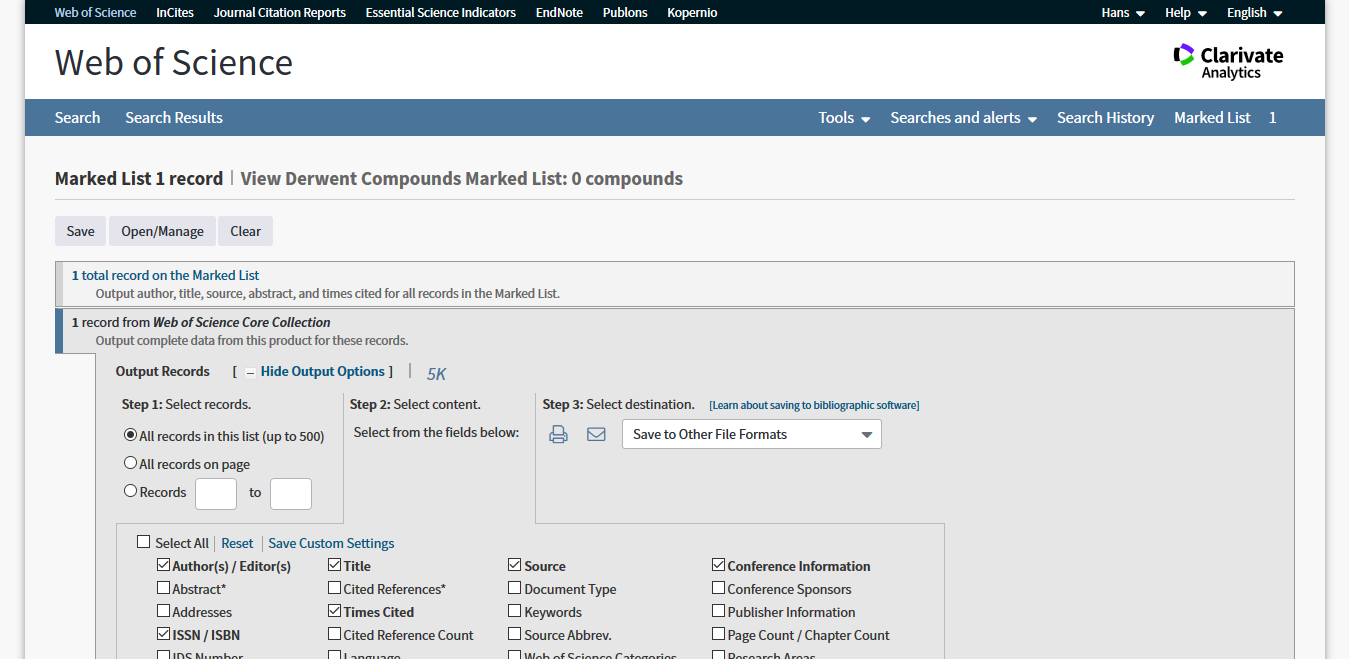 Web of Science InCites Journal Citation Reports Essential Science Indicators EndNote Publons Kopernio Hans Help English
Web of Science
Clarivate
Analytics
Search Search Results Tools Searches and alerts Search History Marked List 1
Marked List 1 record | View Derwent Compounds Marked List: 0 compounds
Save Open/Manage Clear
1 total record on the Marked List
Output author, title, source, abstract, and times cited for all records in the Marked List.
1 record from Web of Science Core Collection
Output complete data from this product for these records.
Output Records [ – Hide Output Options ] | 5K
Step 1: Select records. Step 2: Select content. Step 3: Select destination. [Learn about saving to bibliographic software]
All records in this list (up to 500) Select from the fields below: Save to Other File Formats
All records on page
Records to
Select All | Reset | Save Custom Settings
Author(s) / Editor(s) Title Source Conference Information
Abstract* Cited References* Document Type Conference Sponsors
Addresses Times Cited Keywords Publisher Information
ISSN / ISBN Cited Reference Count Source Abbrev. Page Count / Chapter Count
IDS Number Language Web of Science Categories Research Areas